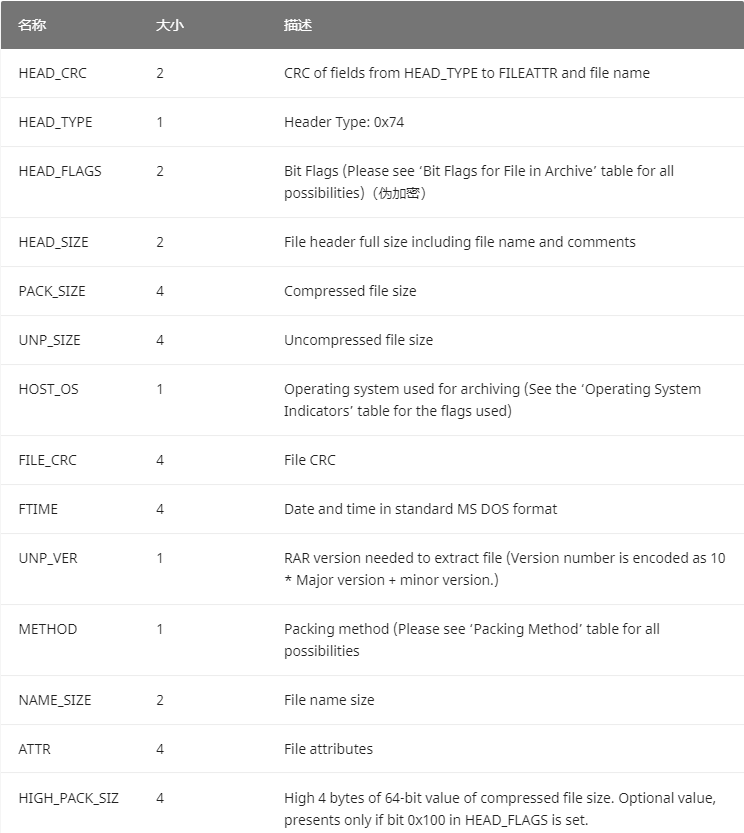 名称 大小 描述
HEAD_CRC 2 CRC of fields from HEAD_TYPE to FILEATTR and file name
HEAD_TYPE 1 Header Type: 0x74
HEAD_FLAGS 2 Bit Flags (Please see ‘Bit Flags for File in Archive’ table for all
possibilities)（伪加密）
HEAD_SIZE 2 File header full size including file name and comments
PACK_SIZE 4 Compressed file size
UNP_SIZE 4 Uncompressed file size
HOST_OS 1 Operating system used for archiving (See the ‘Operating System
Indicators’ table for the flags used)
FILE_CRC 4 File CRC
FTIME 4 Date and time in standard MS DOS format
UNP_VER 1 RAR version needed to extract file (Version number is encoded as 10
* Major version + minor version.)
METHOD 1 Packing method (Please see ‘Packing Method’ table for all
possibilities
NAME_SIZE 2 File name size
ATTR 4 File attributes
HIGH_PACK_SIZ 4 High 4 bytes of 64-bit value of compressed file size. Optional value,
presents only if bit 0x100 in HEAD_FLAGS is set.